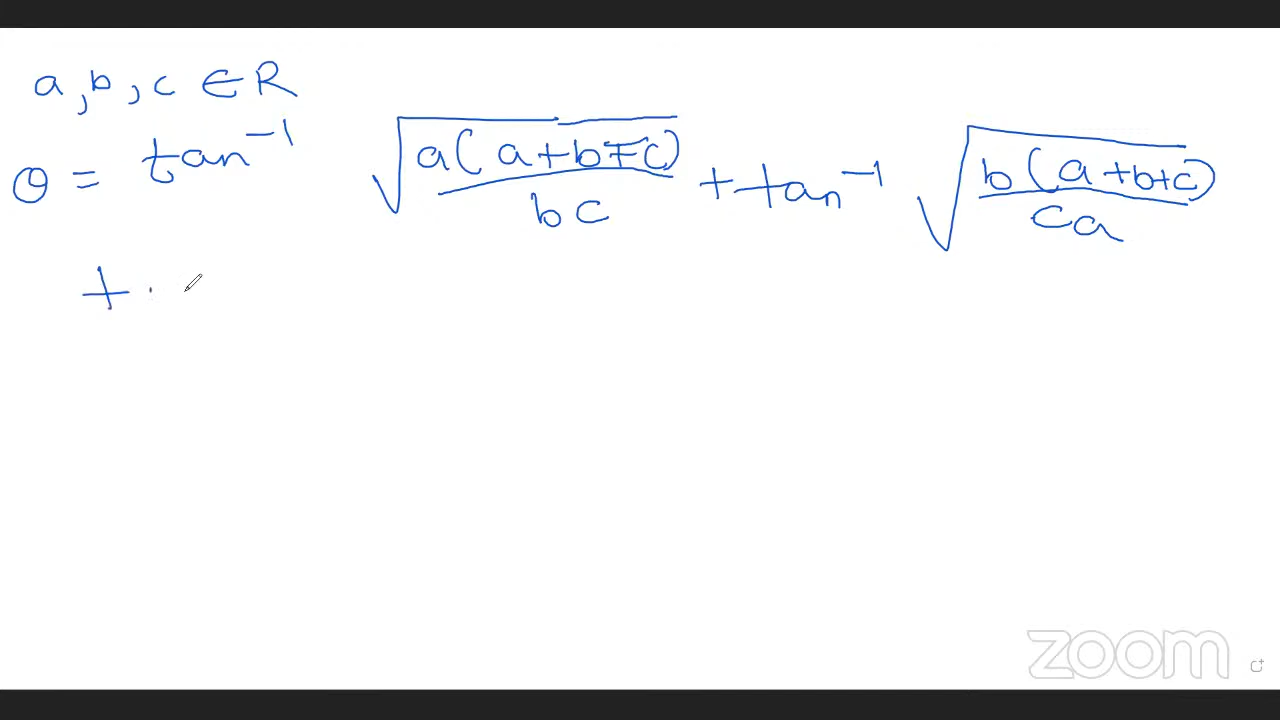 a, b, c ∈ R
θ = tan⁻¹ √(a(a+b+c)/bc) + tan⁻¹ √(b(a+b+c)/ca)
+ .
zoom